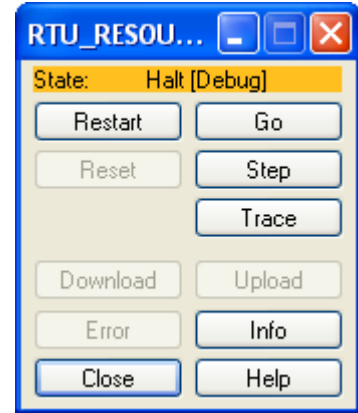 RTU_RESOU...
State: Halt [Debug]
Restart Go
Reset Step
Trace
Download Upload
Error Info
Close Help